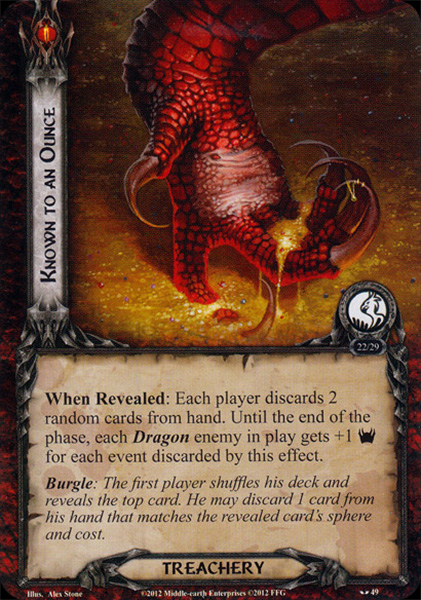 KNOWN TO AN OUNCE
22/29
When Revealed: Each player discards 2
random cards from hand. Until the end of the
phase, each Dragon enemy in play gets +1
for each event discarded by this effect.
Burgle: The first player shuffles his deck and
reveals the top card. He may discard 1 card from
his hand that matches the revealed card's sphere
and cost.
TREACHERY
Illus. Alex Stone ©2012 Middle-earth Enterprises ©2012 FFG 49